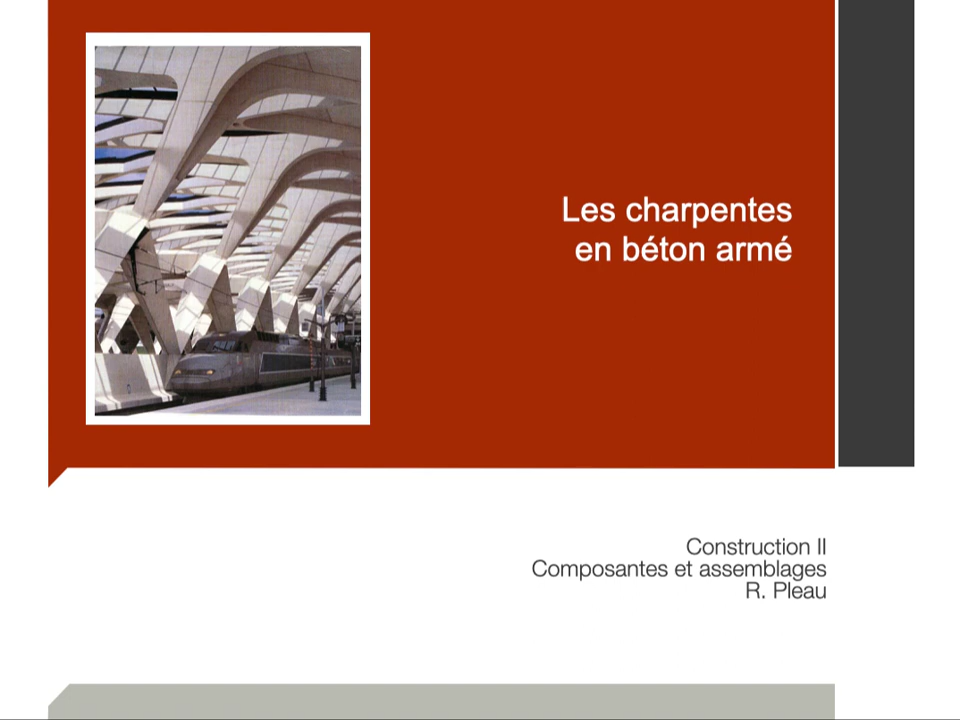 Les charpentes
en béton armé
Construction II
Composantes et assemblages
R. Pleau